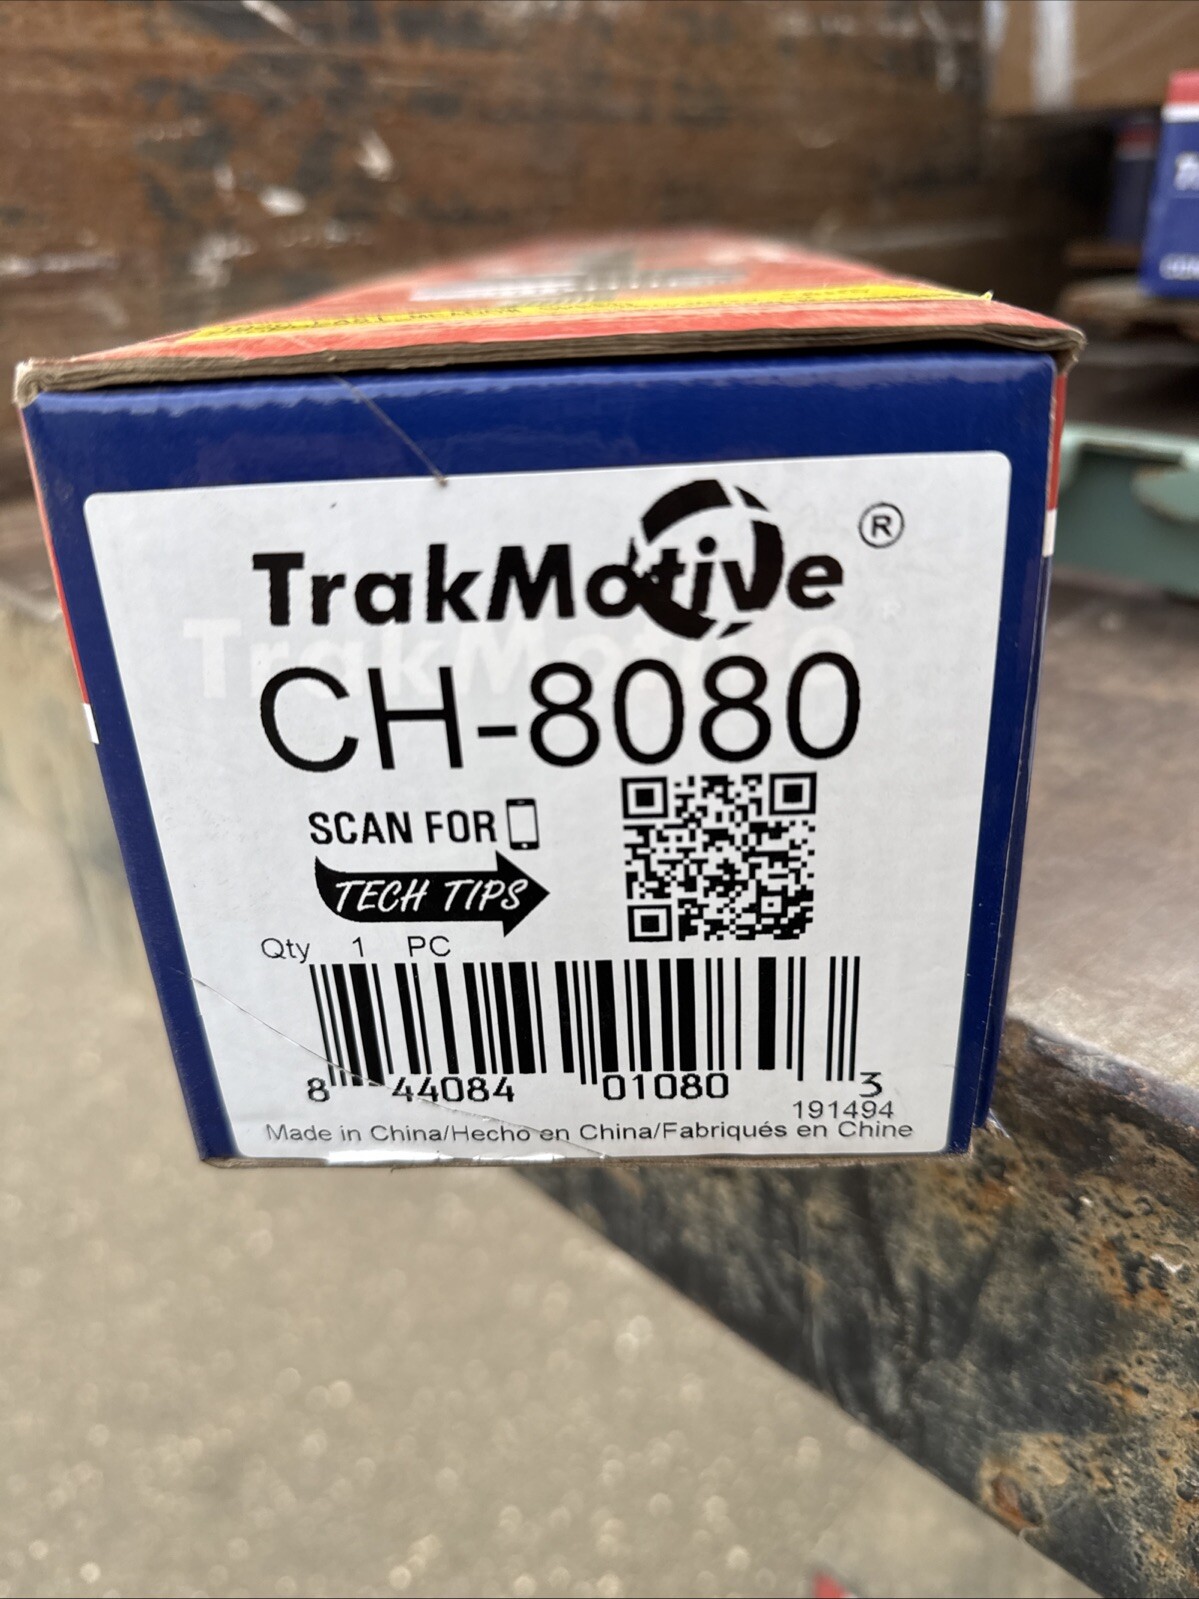 TrakMotive®
CH-8080
SCAN FOR
TECH TIPS
Qty 1 PC
8 44084 01080 3
191494
Made in China/Hecho en China/Fabriqués en Chine